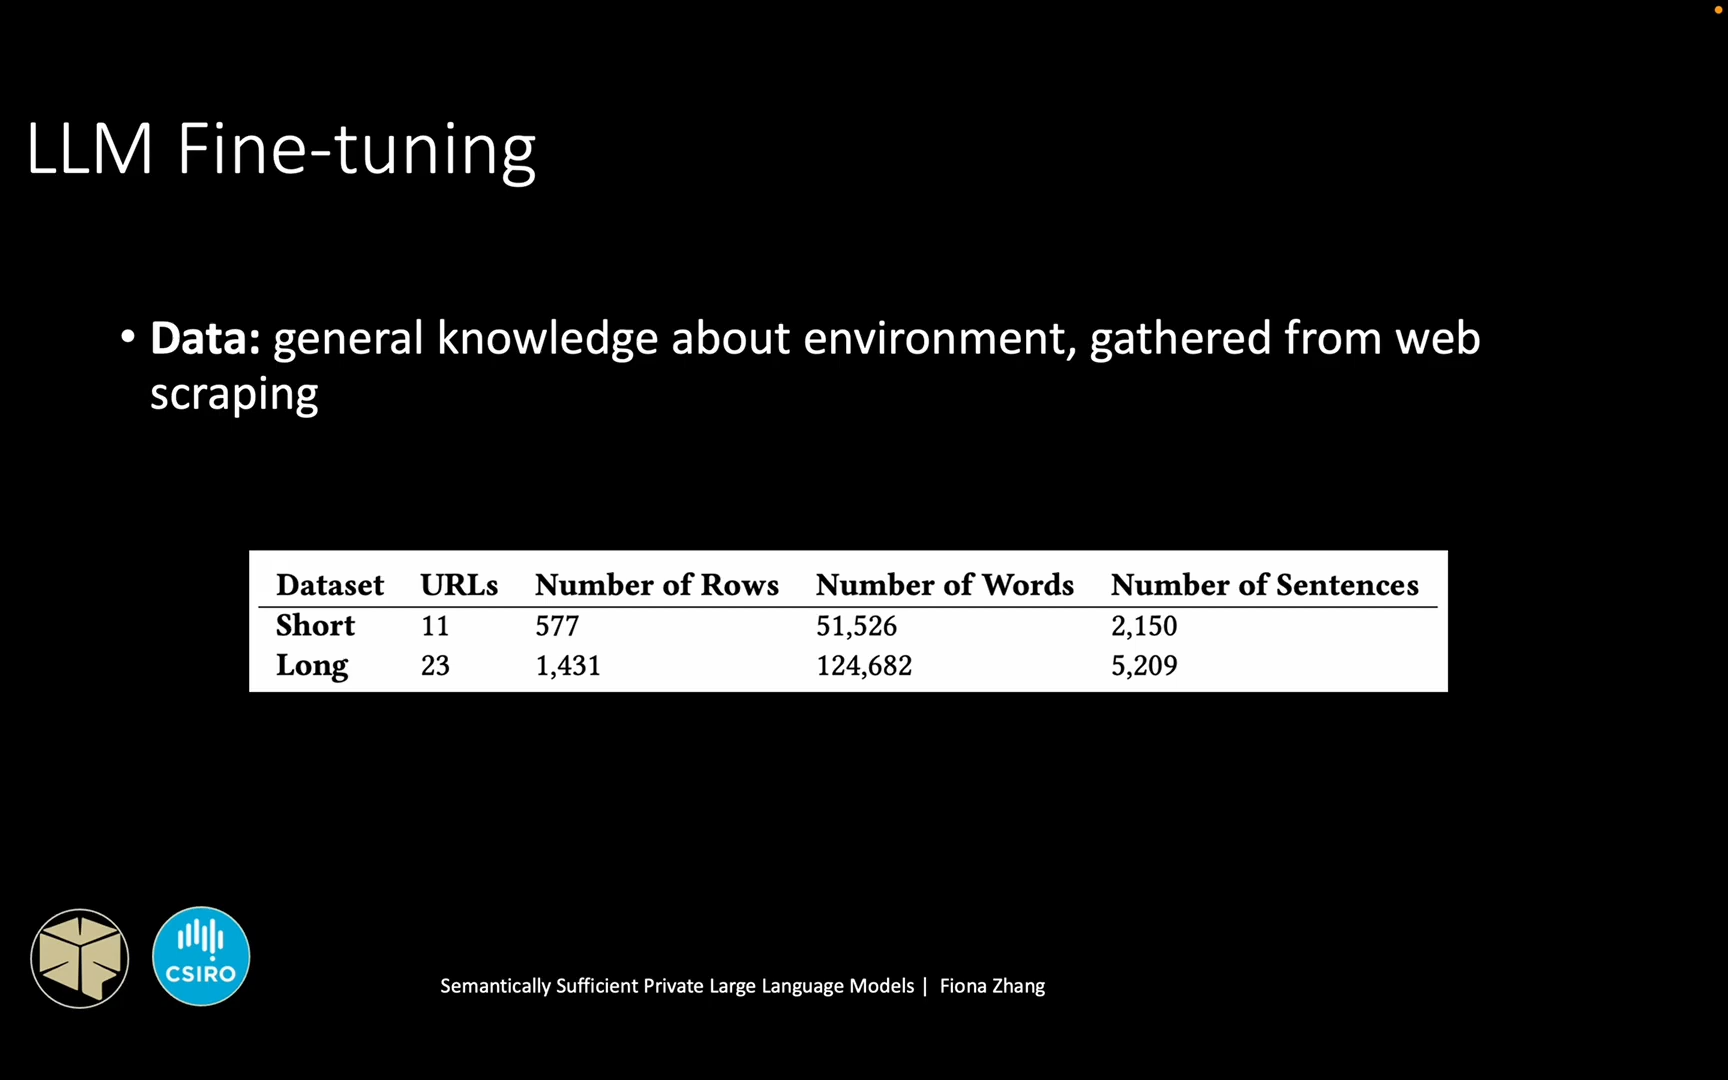 LLM Fine-tuning
• Data: general knowledge about environment, gathered from web
scraping
Dataset URLs Number of Rows Number of Words Number of Sentences
Short 11 577 51,526 2,150
Long 23 1,431 124,682 5,209
CSIRO
Semantically Sufficient Private Large Language Models | Fiona Zhang